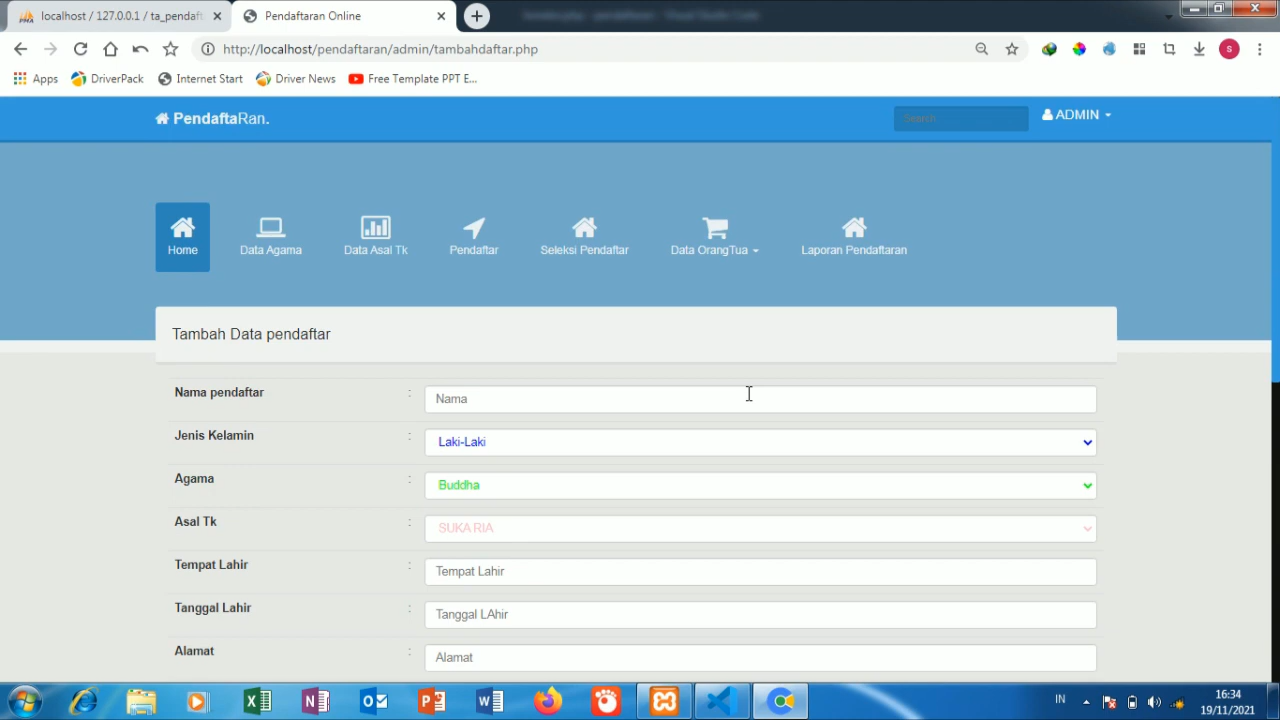 localhost / 127.0.0.1 / ta_pendaft
Pendaftaran Online
http://localhost/pendaftaran/admin/tambahdaftar.php
S
Apps
DriverPack
Internet Start
Driver News
Free Template PPT E...
PendaftaRan.
Search
ADMIN
Home
Data Agama
Data Asal Tk
Pendaftar
Seleksi Pendaftar
Data OrangTua
Laporan Pendaftaran
Tambah Data pendaftar
Nama pendaftar : Nama
Jenis Kelamin : Laki-Laki
Agama : Buddha
Asal Tk : SUKA RIA
Tempat Lahir : Tempat Lahir
Tanggal Lahir : Tanggal LAhir
Alamat : Alamat
IN
16:34
19/11/2021